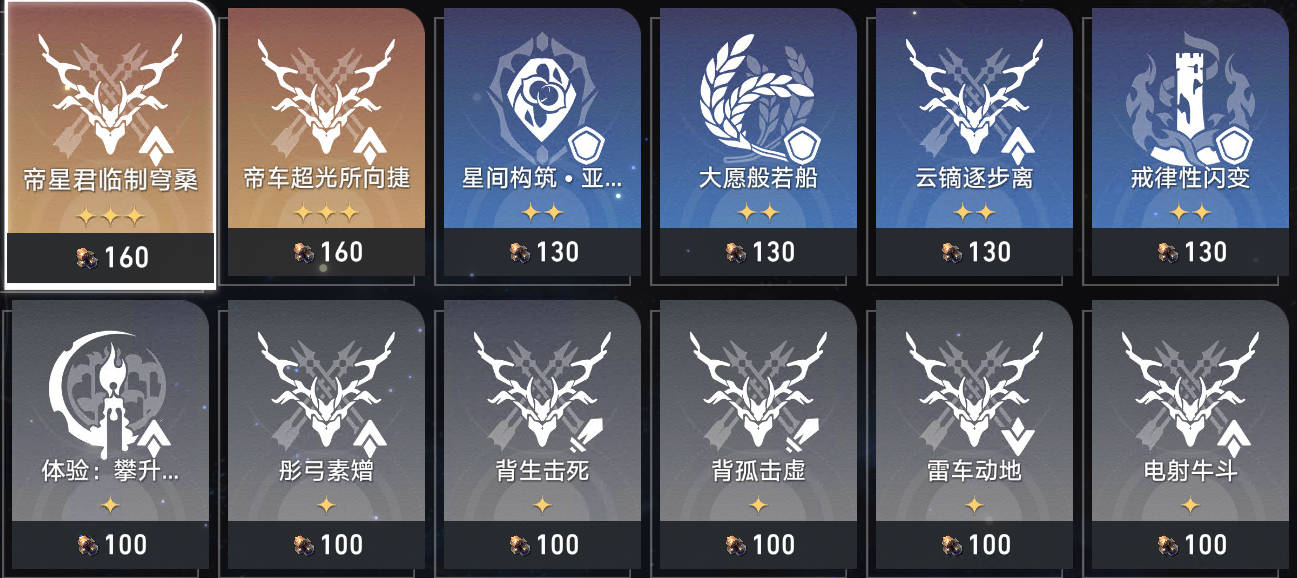 帝星君临制穹桑
帝车超光所向捷
星间构筑•亚...
大愿般若船
云镝逐步离
戒律性闪变
160
160
130
130
130
130
体验：攀升...
彤弓素矰
背生击死
背孤击虚
雷车动地
电射牛斗
100
100
100
100
100
100